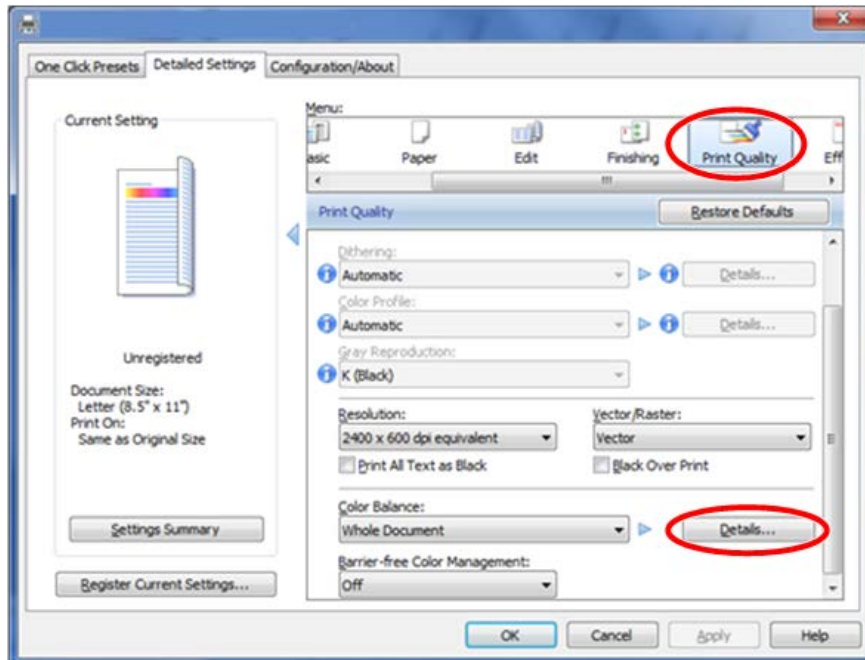 One Click Presets Detailed Settings Configuration/About
Current Setting
Unregistered
Document Size:
Letter (8.5" x 11")
Print On:
Same as Original Size
Settings Summary
Register Current Settings...
Menu:
asic Paper Edit Finishing Print Quality Eff
Print Quality Restore Defaults
Dithering:
Automatic Details...
Color Profile:
Automatic Details...
Gray Reproduction:
K (Black)
Resolution: Vector/Raster:
2400 x 600 dpi equivalent Vector
Print All Text as Black Black Over Print
Color Balance:
Whole Document Details...
Barrier-free Color Management:
Off
OK Cancel Apply Help